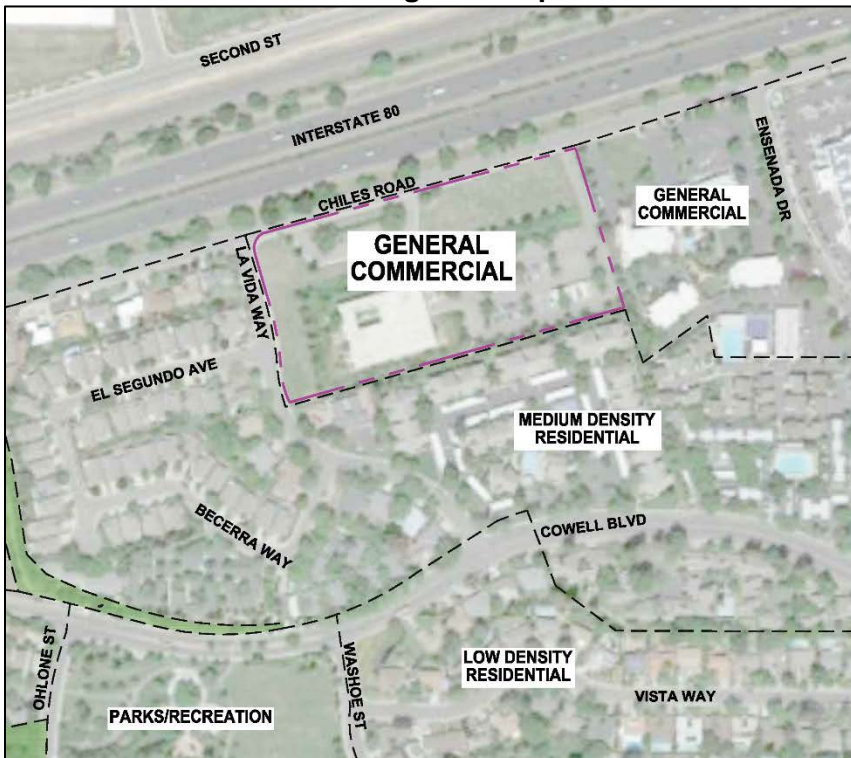 SECOND ST
INTERSTATE 80
CHILES ROAD
ENSENADA DR
GENERAL
COMMERCIAL
GENERAL
COMMERCIAL
LA VIDA WAY
EL SEGUNDO AVE
MEDIUM DENSITY
RESIDENTIAL
BECERRA WAY
COWELL BLVD
OHLONE ST
WASHOE ST
LOW DENSITY
RESIDENTIAL
VISTA WAY
PARKS/RECREATION